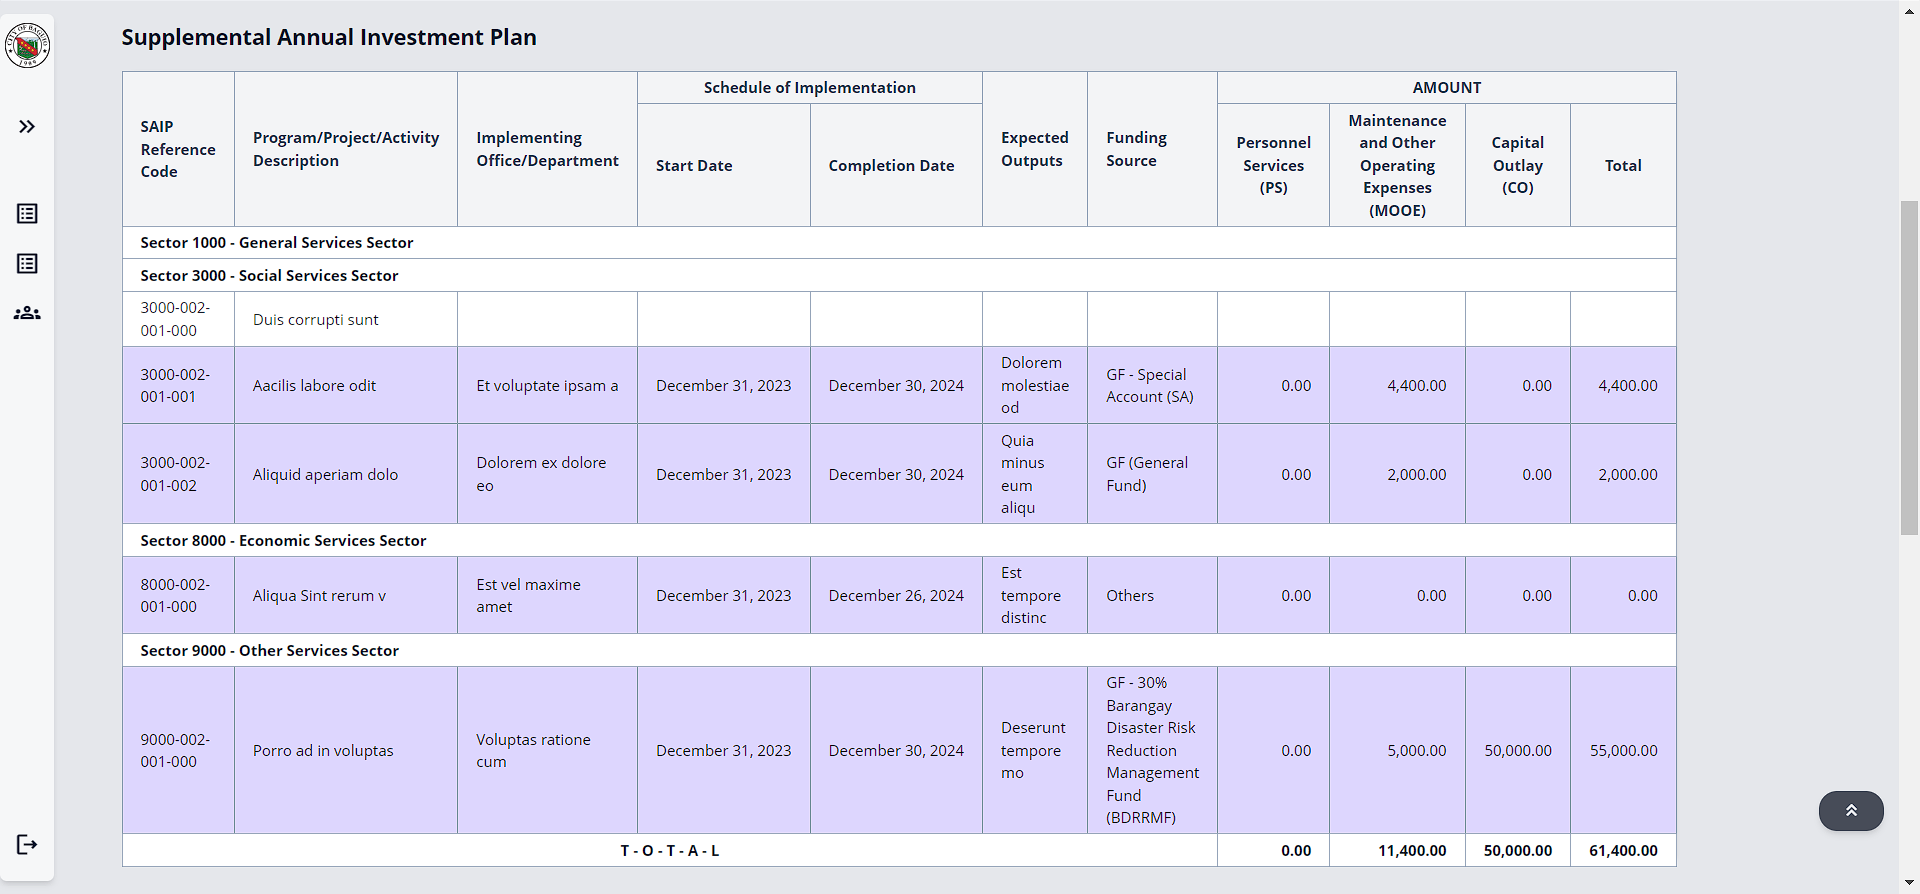 CITY OF BAGUIO
1909
Supplemental Annual Investment Plan
SAIP
Reference
Code
Program/Project/Activity
Description
Implementing
Office/Department
Schedule of Implementation
Start Date
Completion Date
Expected
Outputs
Funding
Source
AMOUNT
Personnel
Services
(PS)
Maintenance
and Other
Operating
Expenses
(MOOE)
Capital
Outlay
(CO)
Total
Sector 1000 - General Services Sector
Sector 3000 - Social Services Sector
3000-002-
001-000
Duis corrupti sunt
3000-002-
001-001
Aacilis labore odit
Et voluptate ipsam a
December 31, 2023
December 30, 2024
Dolorem
molestiae
od
GF - Special
Account (SA)
0.00
4,400.00
0.00
4,400.00
3000-002-
001-002
Aliquid aperiam dolo
Dolorem ex dolore
eo
December 31, 2023
December 30, 2024
Quia
minus
eum
aliqu
GF (General
Fund)
0.00
2,000.00
0.00
2,000.00
Sector 8000 - Economic Services Sector
8000-002-
001-000
Aliqua Sint rerum v
Est vel maxime
amet
December 31, 2023
December 26, 2024
Est
tempore
distinc
Others
0.00
0.00
0.00
0.00
Sector 9000 - Other Services Sector
9000-002-
001-000
Porro ad in voluptas
Voluptas ratione
cum
December 31, 2023
December 30, 2024
Deserunt
tempore
mo
GF - 30%
Barangay
Disaster Risk
Reduction
Management
Fund
(BDRRMF)
0.00
5,000.00
50,000.00
55,000.00
T - O - T - A - L
0.00
11,400.00
50,000.00
61,400.00